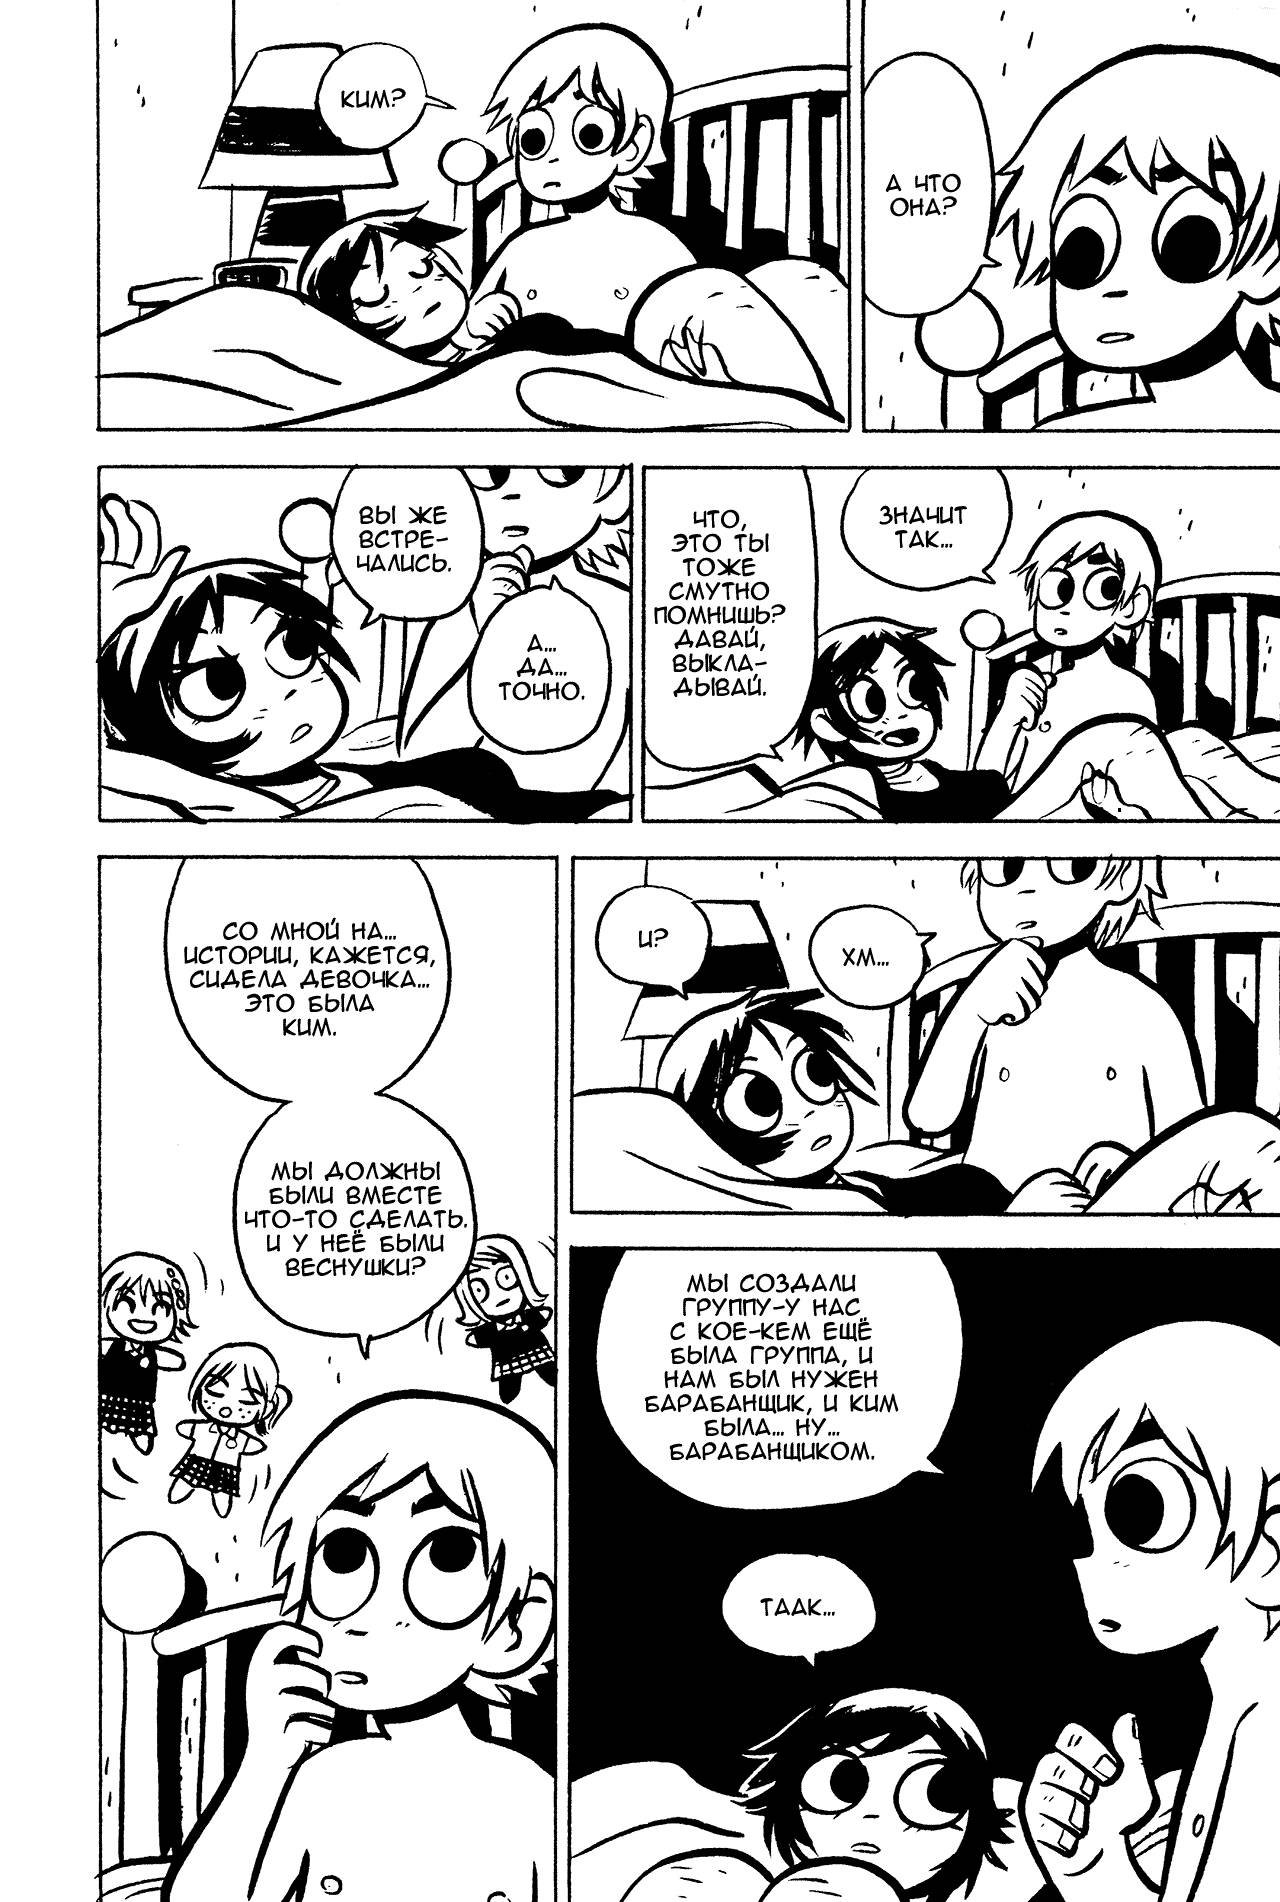 КИМ?
А ЧТО
ОНА?
ВЫ ЖЕ
ВСТРЕ-
ЧАЛИСЬ.
А...
ДА...
ТОЧНО.
ЧТО,
ЭТО ТЫ
ТОЖЕ
СМУТНО
ПОМНИШЬ?
ДАВАЙ,
ВЫКЛА-
ДЫВАЙ.
ЗНАЧИТ
ТАК...
СО МНОЙ НА...
ИСТОРИИ, КАЖЕТСЯ,
СИДЕЛА ДЕВОЧКА...
ЭТО БЫЛА
КИМ.
МЫ ДОЛЖНЫ
БЫЛИ ВМЕСТЕ
ЧТО-ТО СДЕЛАТЬ.
И У НЕЁ БЫЛИ
ВЕСНУШКИ?
И?
ХМ...
МЫ СОЗДАЛИ
ГРУППУ-У НАС
С КОЕ-КЕМ ЕЩЁ
БЫЛА ГРУППА, И
НАМ БЫЛ НУЖЕН
БАРАБАНЩИК, И КИМ
БЫЛА... НУ...
БАРАБАНЩИКОМ.
ТААК...